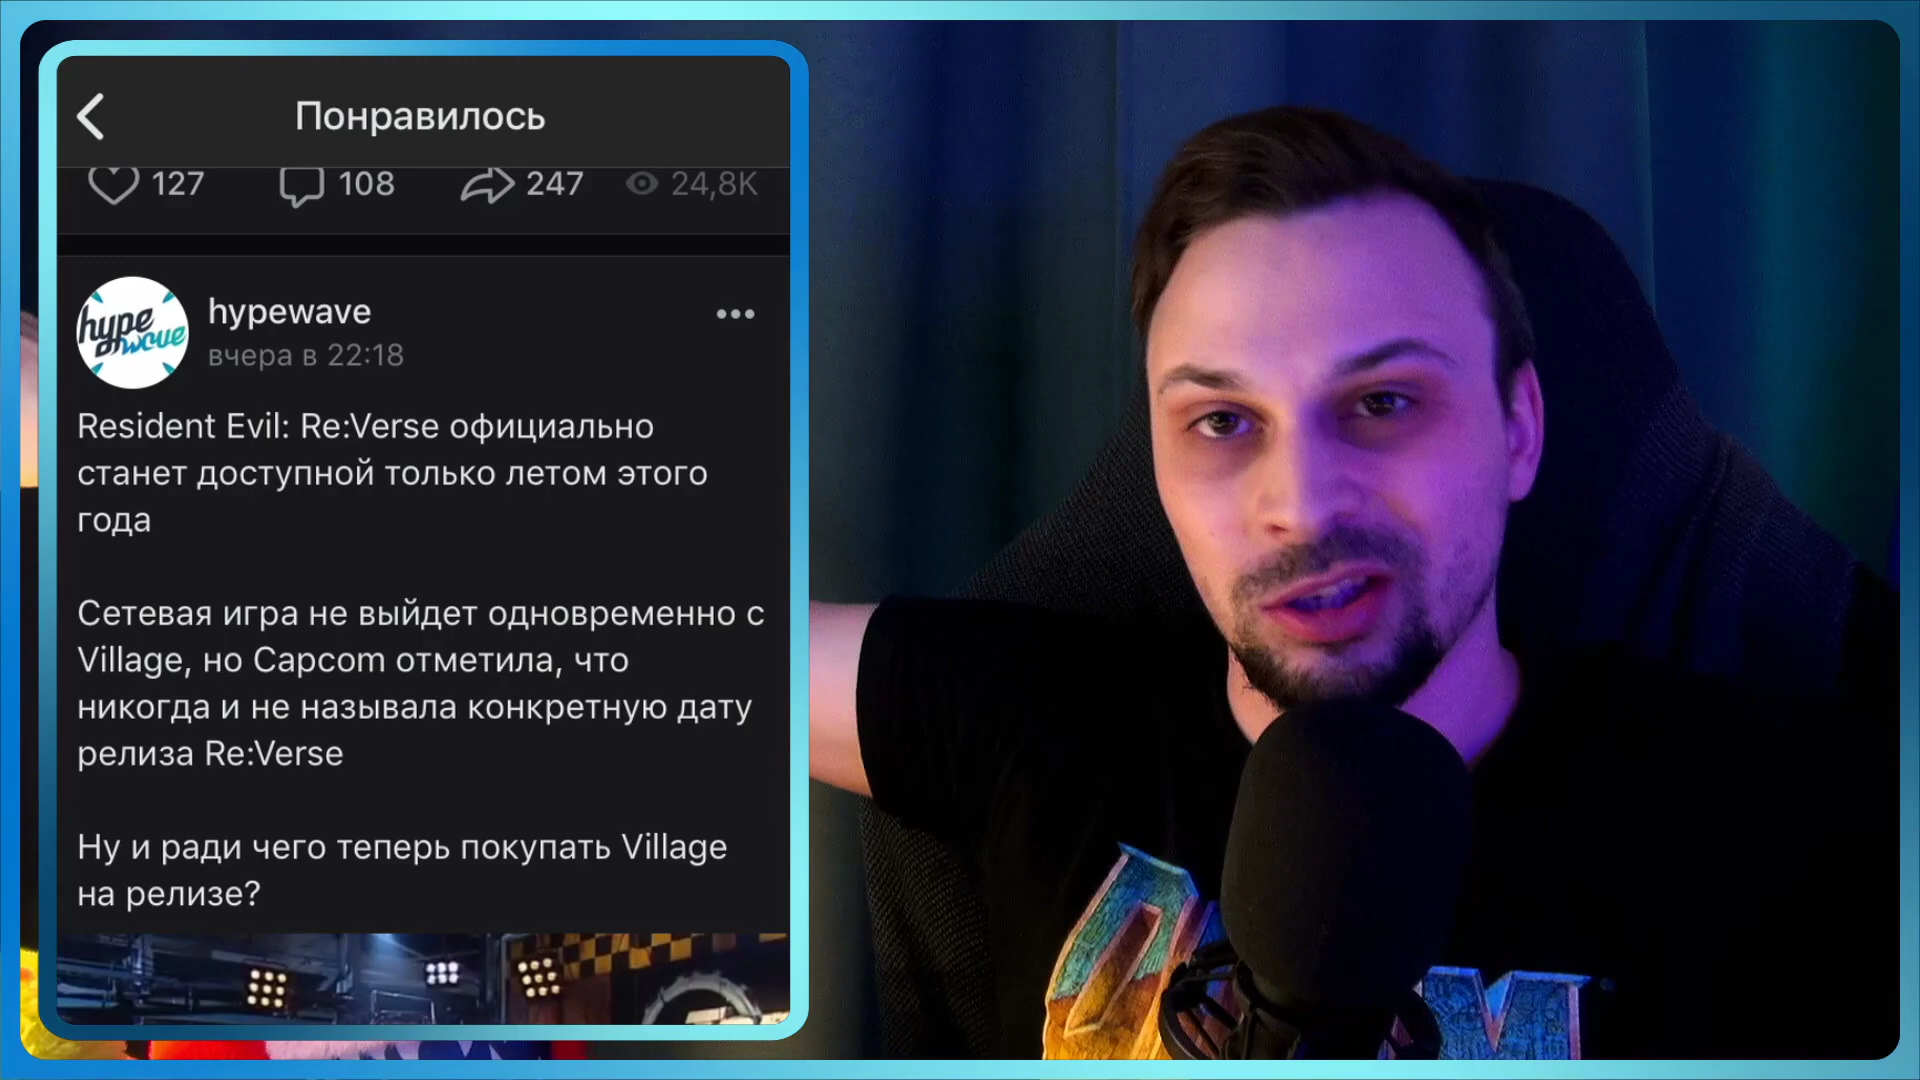 Понравилось
127 108 247 24,8K
hype wave
hypewave
вчера в 22:18
Resident Evil: Re:Verse официально
станет доступной только летом этого
года
Сетевая игра не выйдет одновременно с
Village, но Capcom отметила, что
никогда и не называла конкретную дату
релиза Re:Verse
Ну и ради чего теперь покупать Village
на релизе?